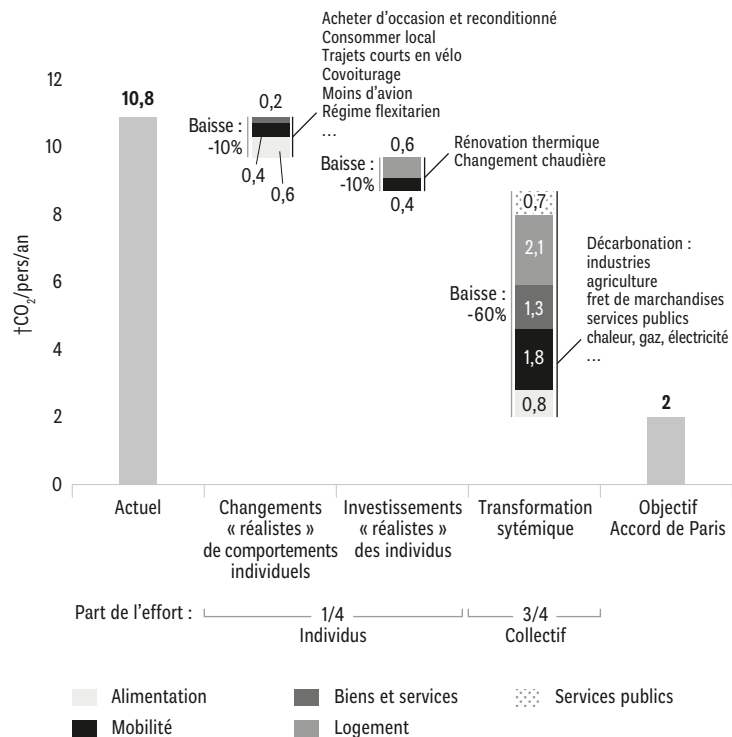 Acheter d'occasion et reconditionné
Consommer local
Trajets courts en vélo
Covoiturage
Moins d'avion
Régime flexitarien
...
12
10
8
6
4
2
0
†CO2/pers/an
10,8
Baisse :
-10%
0,2
0,4
0,6
Baisse :
-10%
0,6
0,4
Rénovation thermique
Changement chaudière
Baisse :
-60%
0,7
2,1
1,3
1,8
0,8
Décarbonation :
industries
agriculture
fret de marchandises
services publics
chaleur, gaz, électricité
...
2
Actuel
Changements
« réalistes »
de comportements
individuels
Investissements
« réalistes »
des individus
Transformation
sytémique
Objectif
Accord de Paris
Part de l'effort :
1/4
Individus
3/4
Collectif
Alimentation
Biens et services
Services publics
Mobilité
Logement